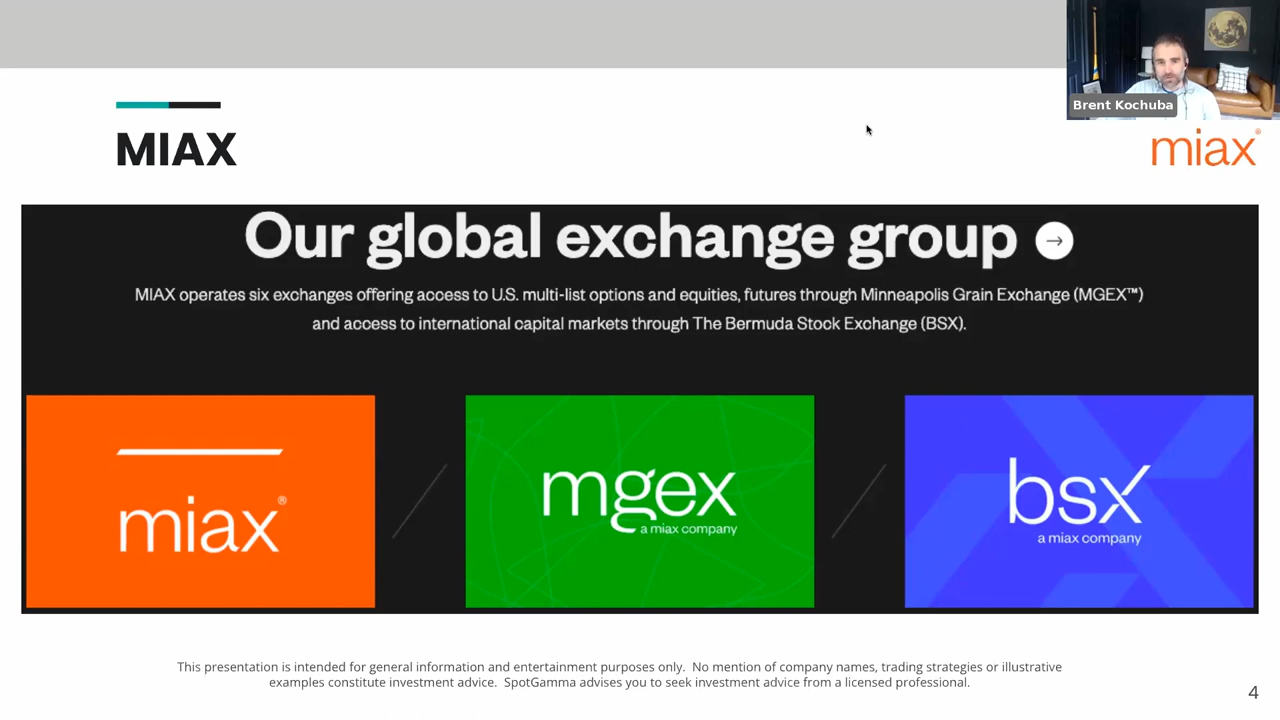 Brent Kochuba
MIAX
miax®
Our global exchange group →
MIAX operates six exchanges offering access to U.S. multi-list options and equities, futures through Minneapolis Grain Exchange (MGEX™)
and access to international capital markets through The Bermuda Stock Exchange (BSX).
miax®
mgex
a miax company
bsx
a miax company
This presentation is intended for general information and entertainment purposes only. No mention of company names, trading strategies or illustrative
examples constitute investment advice. SpotGamma advises you to seek investment advice from a licensed professional.
4